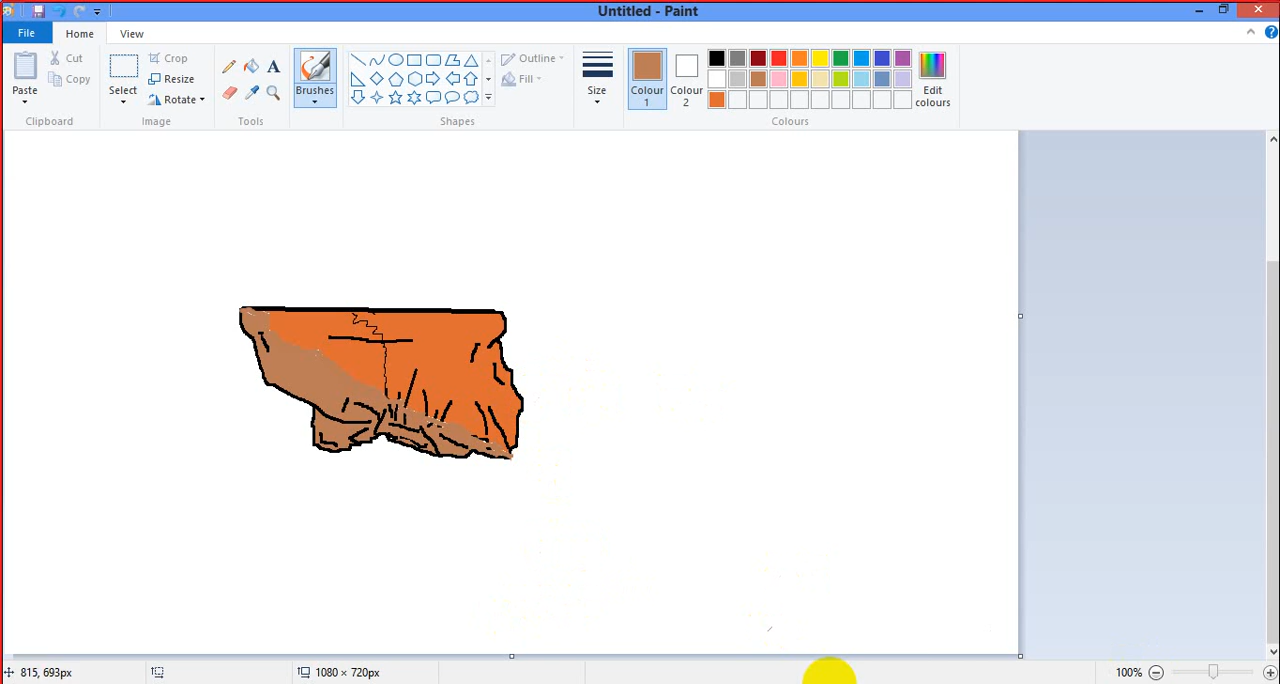 Untitled - Paint
File Home View
Paste
Cut
Copy
Clipboard
Select
Crop
Resize
Rotate
Image
A
Tools
Brushes
Outline
Fill
Shapes
Size
Colour 1
Colour 2
Edit colours
Colours
815, 693px
1080 × 720px
100%